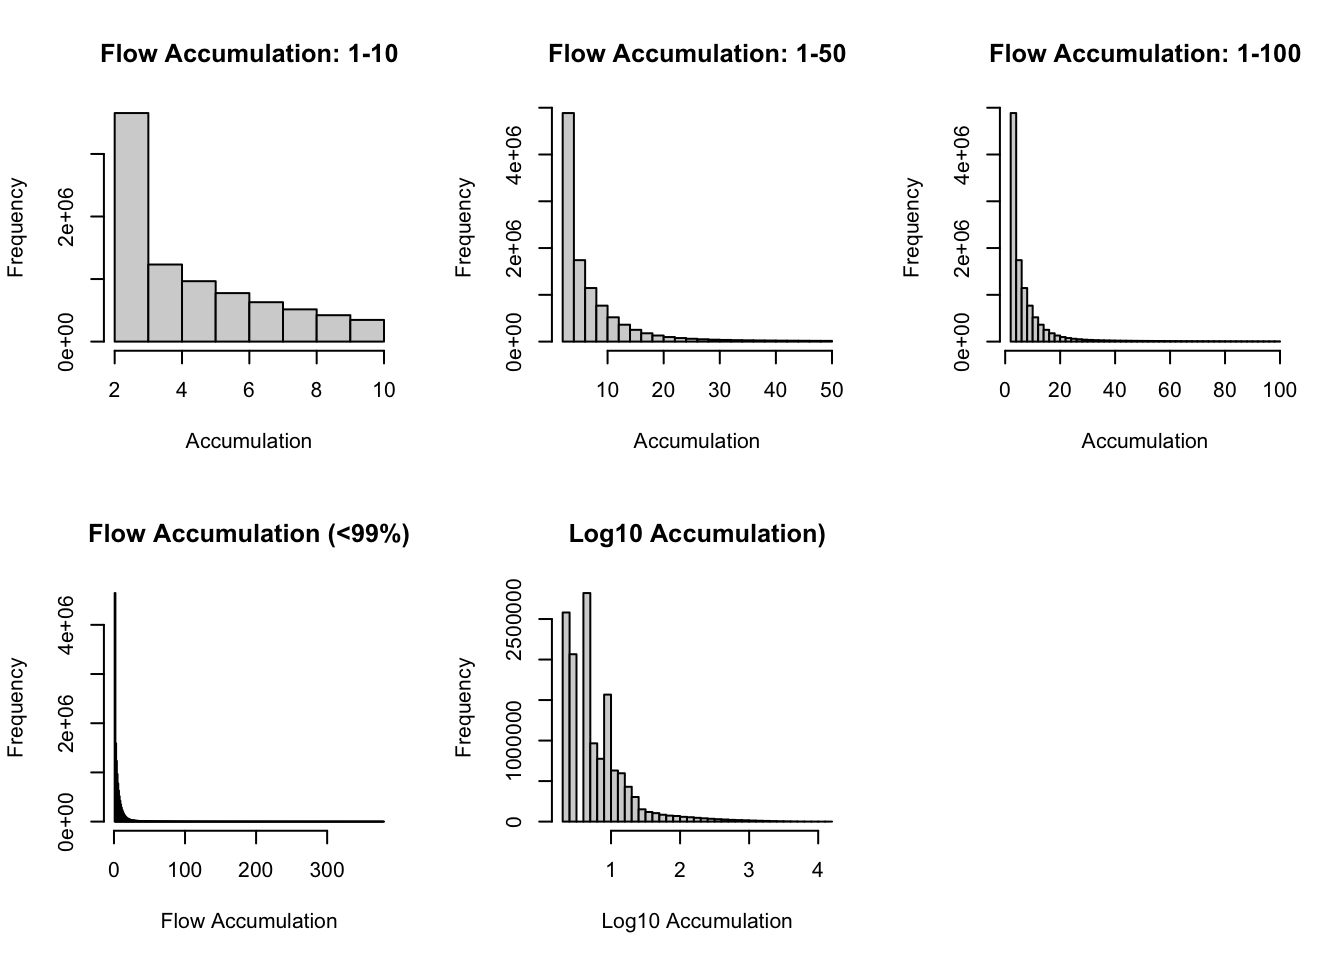 Flow Accumulation: 1-10
Frequency
0e+00
2e+06
2
4
6
8
10
Accumulation
Flow Accumulation: 1-50
Frequency
0e+00
2e+06
4e+06
10
20
30
40
50
Accumulation
Flow Accumulation: 1-100
Frequency
0e+00
2e+06
4e+06
0
20
40
60
80
100
Accumulation
Flow Accumulation (<99%)
Frequency
0e+00
2e+06
4e+06
0
100
200
300
Flow Accumulation
Log10 Accumulation)
Frequency
0
1000000
2500000
1
2
3
4
Log10 Accumulation